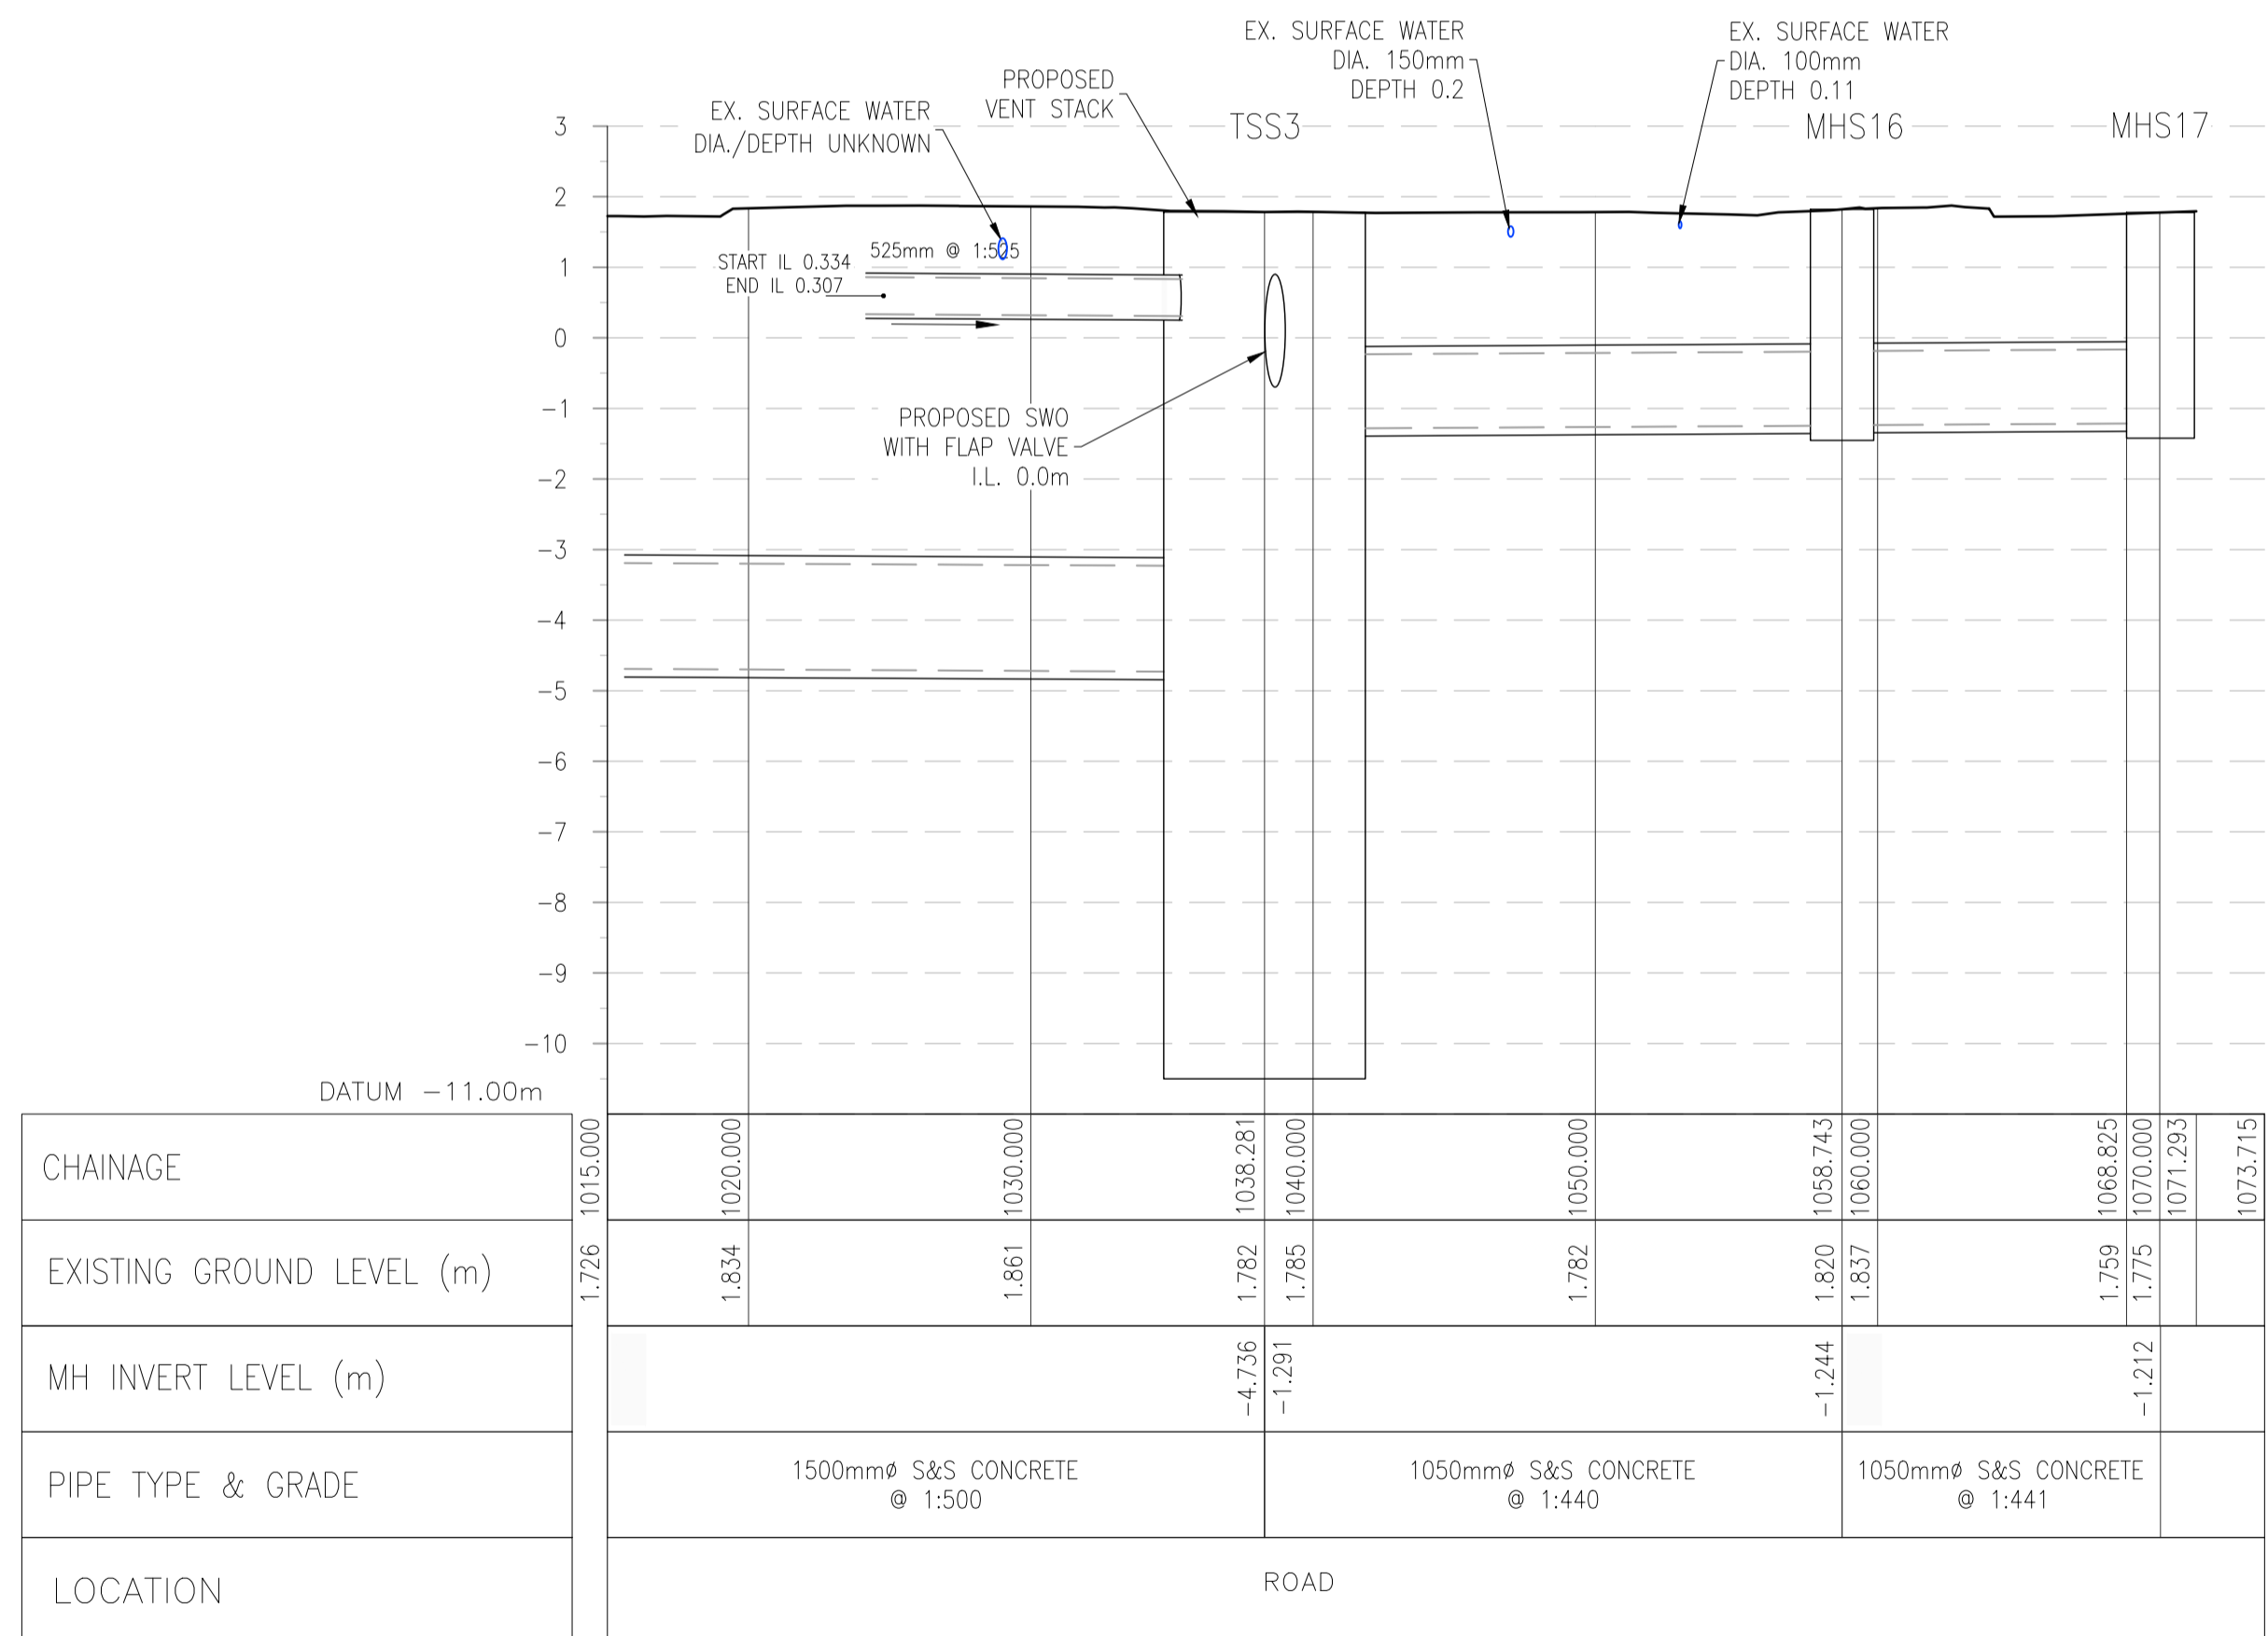 EX. SURFACE WATER
DIA. 150mm
DEPTH 0.2
EX. SURFACE WATER
DIA. 100mm
DEPTH 0.11
PROPOSED
VENT STACK
EX. SURFACE WATER
DIA./DEPTH UNKNOWN
TSS3
MHS16
MHS17
3
2
1
0
-1
-2
-3
-4
-5
-6
-7
-8
-9
-10
525mm @ 1:525
START IL 0.334
END IL 0.307
PROPOSED SWO
WITH FLAP VALVE
I.L. 0.0m
DATUM -11.00m
CHAINAGE
1015.000
1020.000
1030.000
1038.281
1040.000
1050.000
1058.743
1060.000
1068.825
1070.000
1071.293
1073.715
EXISTING GROUND LEVEL (m)
1.726
1.834
1.861
1.782
1.785
1.782
1.820
1.837
1.759
1.775
MH INVERT LEVEL (m)
-4.736
-1.291
-1.244
-1.212
PIPE TYPE & GRADE
1500mmø S&S CONCRETE
@ 1:500
1050mmø S&S CONCRETE
@ 1:440
1050mmø S&S CONCRETE
@ 1:441
LOCATION
ROAD